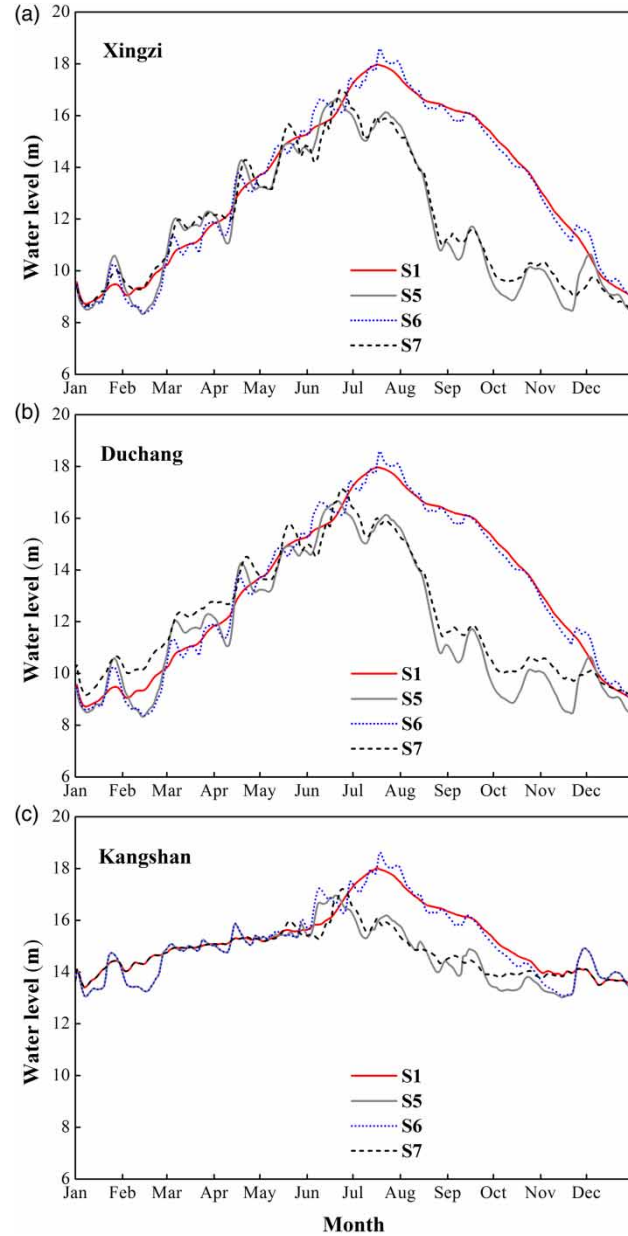 (a)
20
18
16
14
12
10
8
6
Water level (m)
Xingzi
S1
S5
S6
S7
Jan Feb Mar Apr May Jun Jul Aug Sep Oct Nov Dec
(b)
20
18
16
14
12
10
8
6
Water level (m)
Duchang
S1
S5
S6
S7
Jan Feb Mar Apr May Jun Jul Aug Sep Oct Nov Dec
(c)
20
18
16
14
12
10
8
6
Water level (m)
Kangshan
S1
S5
S6
S7
Jan Feb Mar Apr May Jun Jul Aug Sep Oct Nov Dec
Month